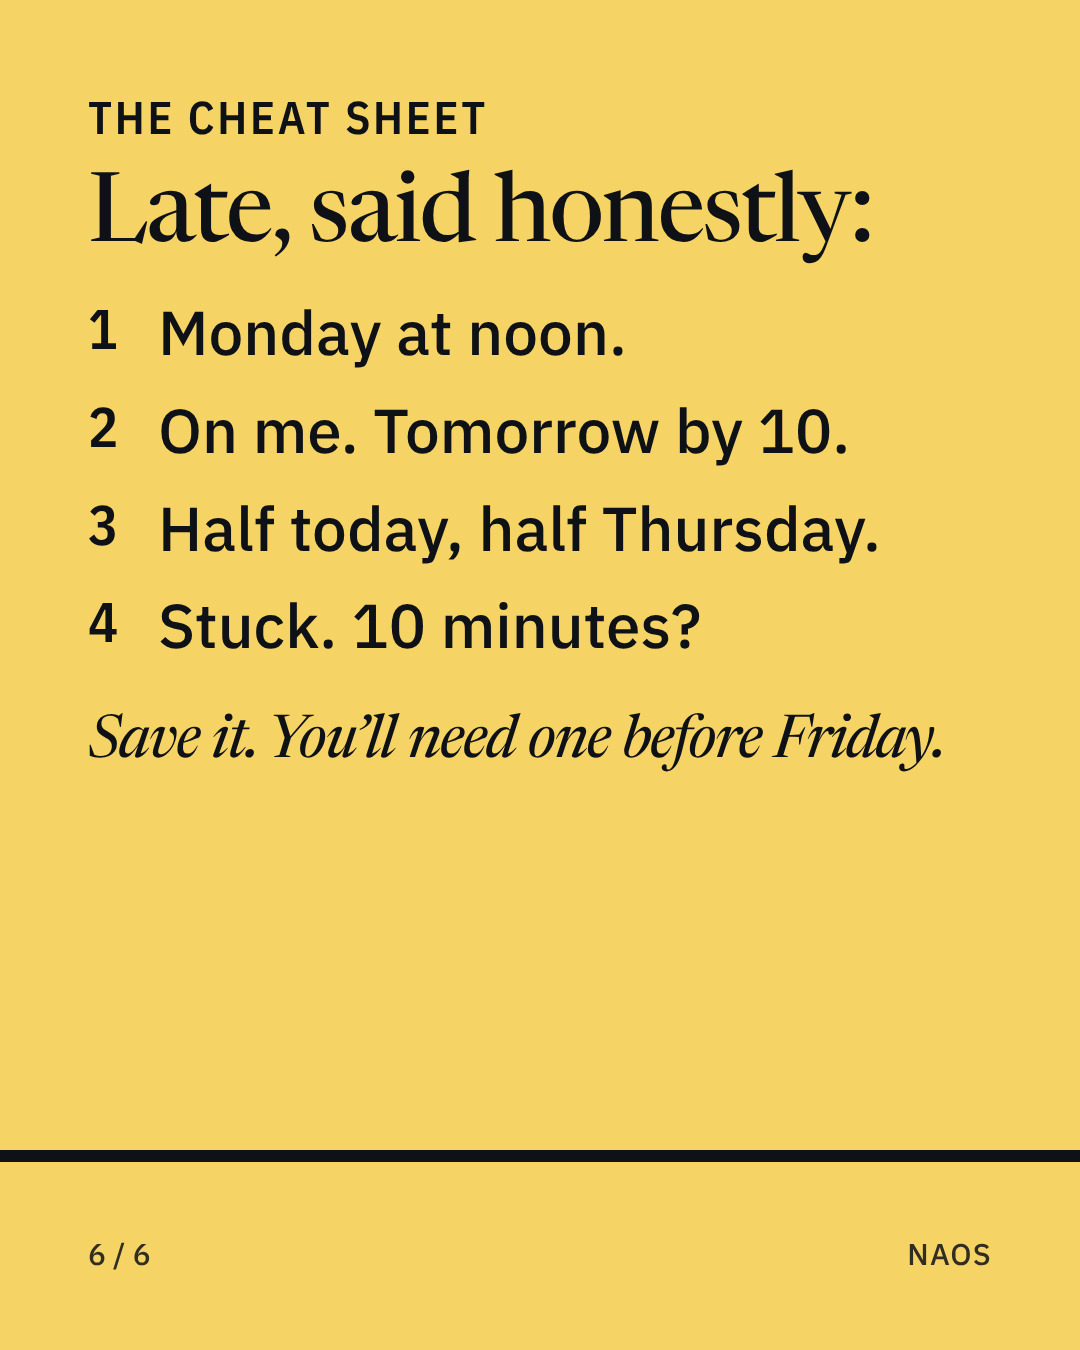 THE CHEAT SHEET
Late, said honestly:
1 Monday at noon.
2 On me. Tomorrow by 10.
3 Half today, half Thursday.
4 Stuck. 10 minutes?
Save it. You’ll need one before Friday.
6 / 6
NAOS